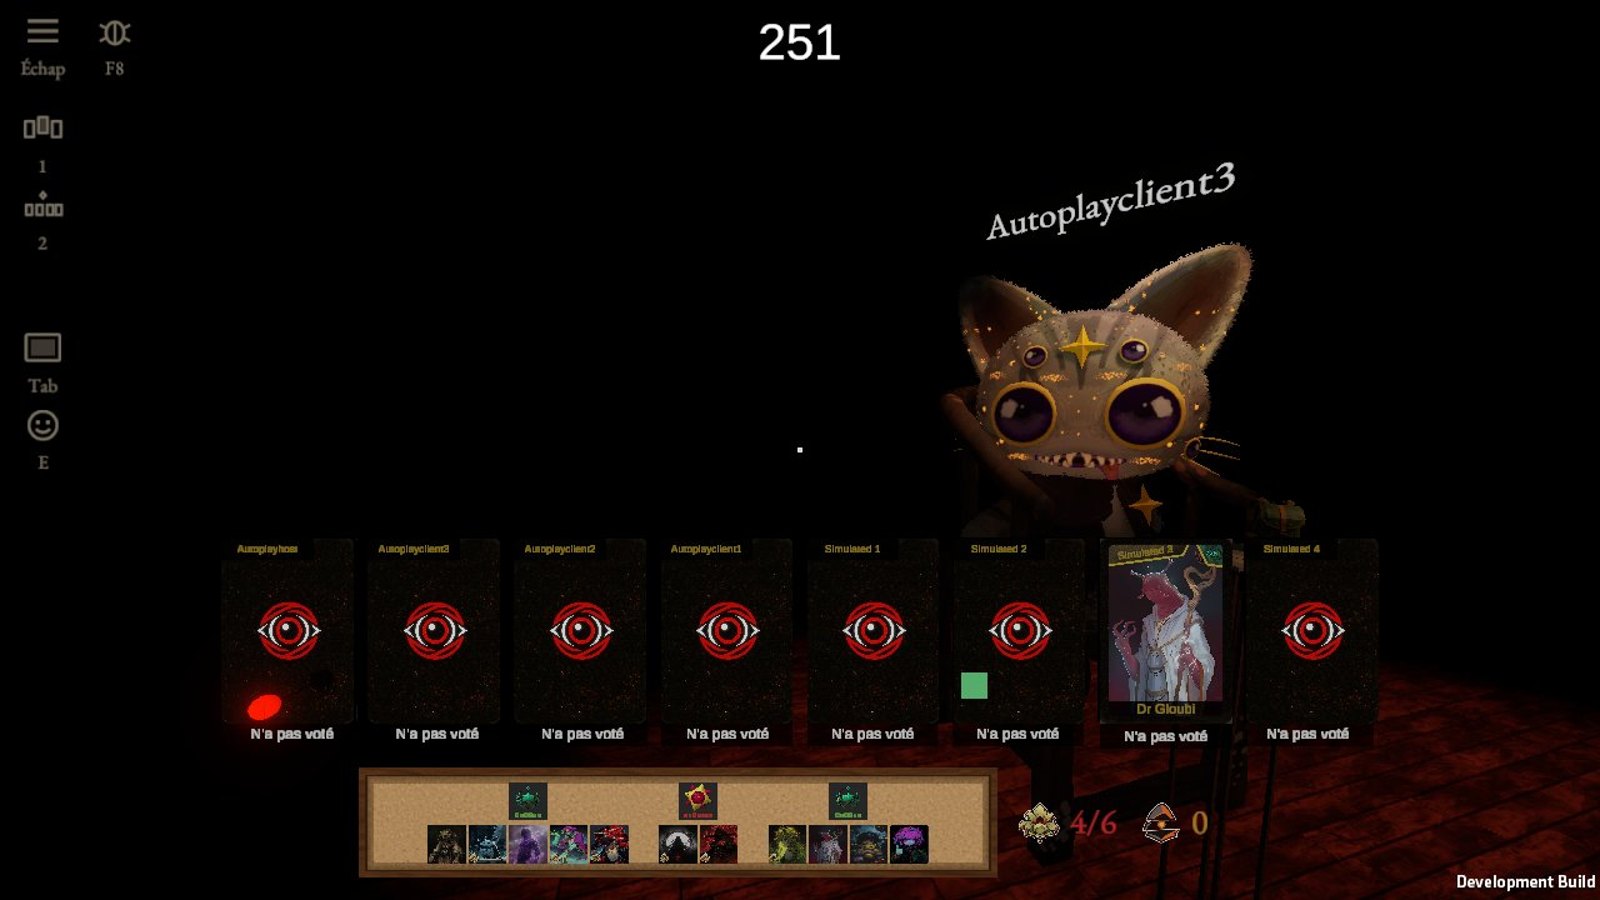 251
Échap
F8
1
2
Tab
E
Autoplayclient3
Autoplayhost
Autoplayclient3
Autoplayclient2
Autoplayclient1
Simulated 1
Simulated 2
Simulated 3
Simulated 4
Dr Gloubi
N'a pas voté
N'a pas voté
N'a pas voté
N'a pas voté
N'a pas voté
N'a pas voté
N'a pas voté
N'a pas voté
4/6
0
Development Build